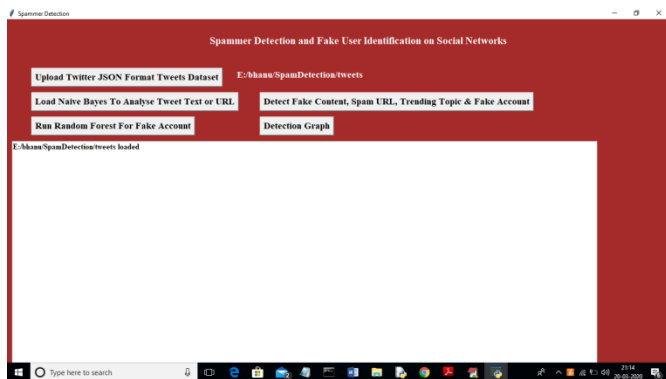 Spammer Detection
Spammer Detection and Fake User Identification on Social Networks
Upload Twitter JSON Format Tweets Dataset
E:/bhanu/SpamDetection/tweets
Load Naive Bayes To Analyse Tweet Text or URL
Detect Fake Content, Spam URL, Trending Topic & Fake Account
Run Random Forest For Fake Account
Detection Graph
E:/bhanu/SpamDetection/tweets loaded
Type here to search
21:14
20-03-2020